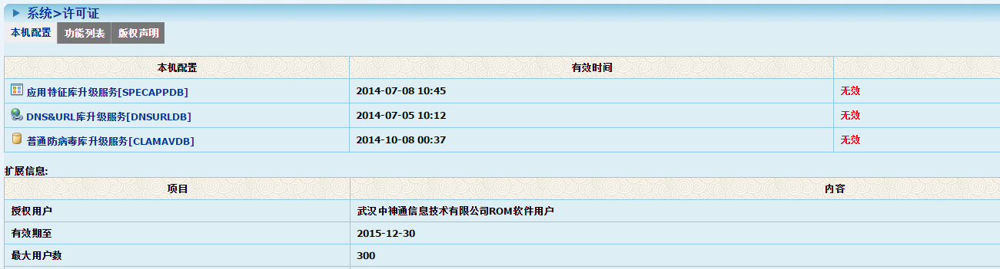 系统>许可证
本机配置 功能列表 版权声明
本机配置 有效时间
应用特征库升级服务[SPECAPPDB] 2014-07-08 10:45 无效
DNS&URL库升级服务[DNSURLDB] 2014-07-05 10:12 无效
普通防病毒库升级服务[CLAMAVDB] 2014-10-08 00:37 无效
扩展信息:
项目 内容
授权用户 武汉中神通信息技术有限公司ROM软件用户
有效期至 2015-12-30
最大用户数 300